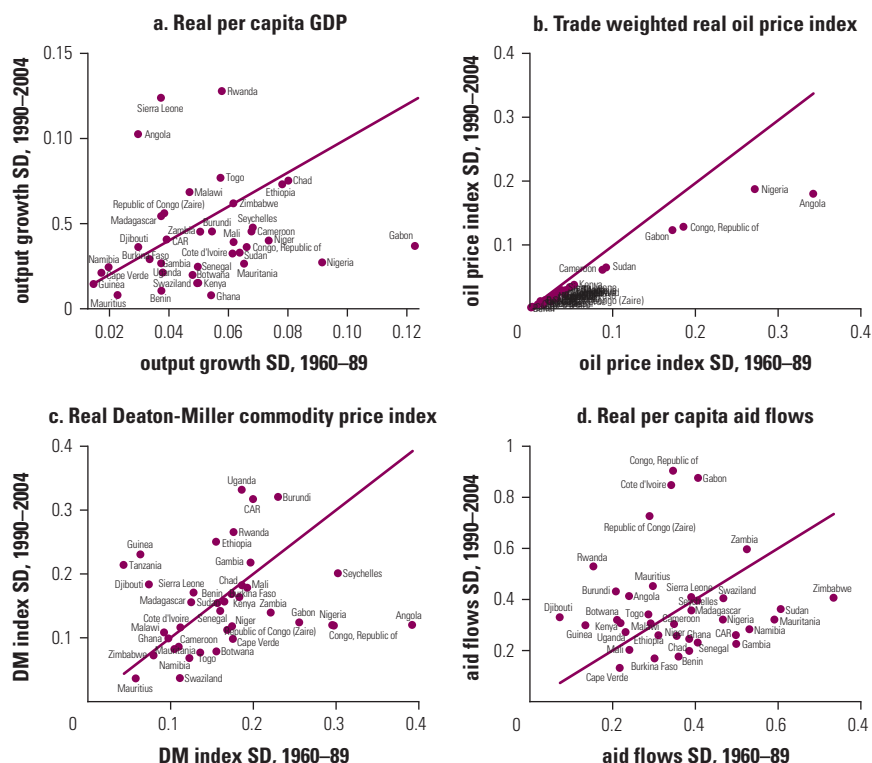 a. Real per capita GDP
output growth SD, 1990–2004
0.15
0.10
0.5
0
Rwanda
Sierra Leone
Angola
Togo
Chad
Malawi
Ethiopia
Republic of Congo (Zaire)
Zimbabwe
Madagascar
Seychelles
Burundi
Zambia
Cameroon
Djibouti
CAR
Mali
Niger
Gabon
Congo, Republic of
Burkina Faso
Cote d'Ivoire
Sudan
Namibia
Gambia
Senegal
Nigeria
Cape Verde
Uganda
Botswana
Mauritania
Guinea
Swaziland
Kenya
Mauritius
Benin
Ghana
0.02
0.04
0.06
0.08
0.10
0.12
output growth SD, 1960–89
b. Trade weighted real oil price index
oil price index SD, 1990–2004
0.4
0.3
0.2
0.1
0
Nigeria
Angola
Congo, Republic of
Gabon
Cameroon
Sudan
Kenya
(Zaire)
0
0.1
0.2
0.3
0.4
oil price index SD, 1960–89
c. Real Deaton-Miller commodity price index
DM index SD, 1990–2004
0.4
0.3
0.2
0.1
0
Uganda
Burundi
CAR
Rwanda
Guinea
Ethiopia
Tanzania
Gambia
Seychelles
Djibouti
Sierra Leone
Chad
Mali
Benin
Burkina Faso
Madagascar
Sudan
Kenya
Zambia
Cote d'Ivoire
Senegal
Gabon
Nigeria
Angola
Malawi
Niger
Ghana
Cameroon
Republic of Congo (Zaire)
Congo, Republic of
Zimbabwe
Mauritania
Cape Verde
Namibia
Togo
Botswana
Mauritius
Swaziland
0
0.1
0.2
0.3
0.4
DM index SD, 1960–89
d. Real per capita aid flows
aid flows SD, 1990–2004
1
0.8
0.6
0.4
0.2
0
Congo, Republic of
Gabon
Cote d'Ivoire
Republic of Congo (Zaire)
Zambia
Rwanda
Mauritius
Burundi
Angola
Sierra Leone
Swaziland
Zimbabwe
Seychelles
Djibouti
Botswana
Togo
Madagascar
Sudan
Cameroon
Nigeria
Mauritania
Guinea
Kenya
Malawi
Namibia
Uganda
Ethiopia
Niger
Ghana
CAR
Mali
Chad
Senegal
Gambia
Burkina Faso
Benin
Cape Verde
0
0.2
0.4
0.6
0.8
0.4
aid flows SD, 1960–89